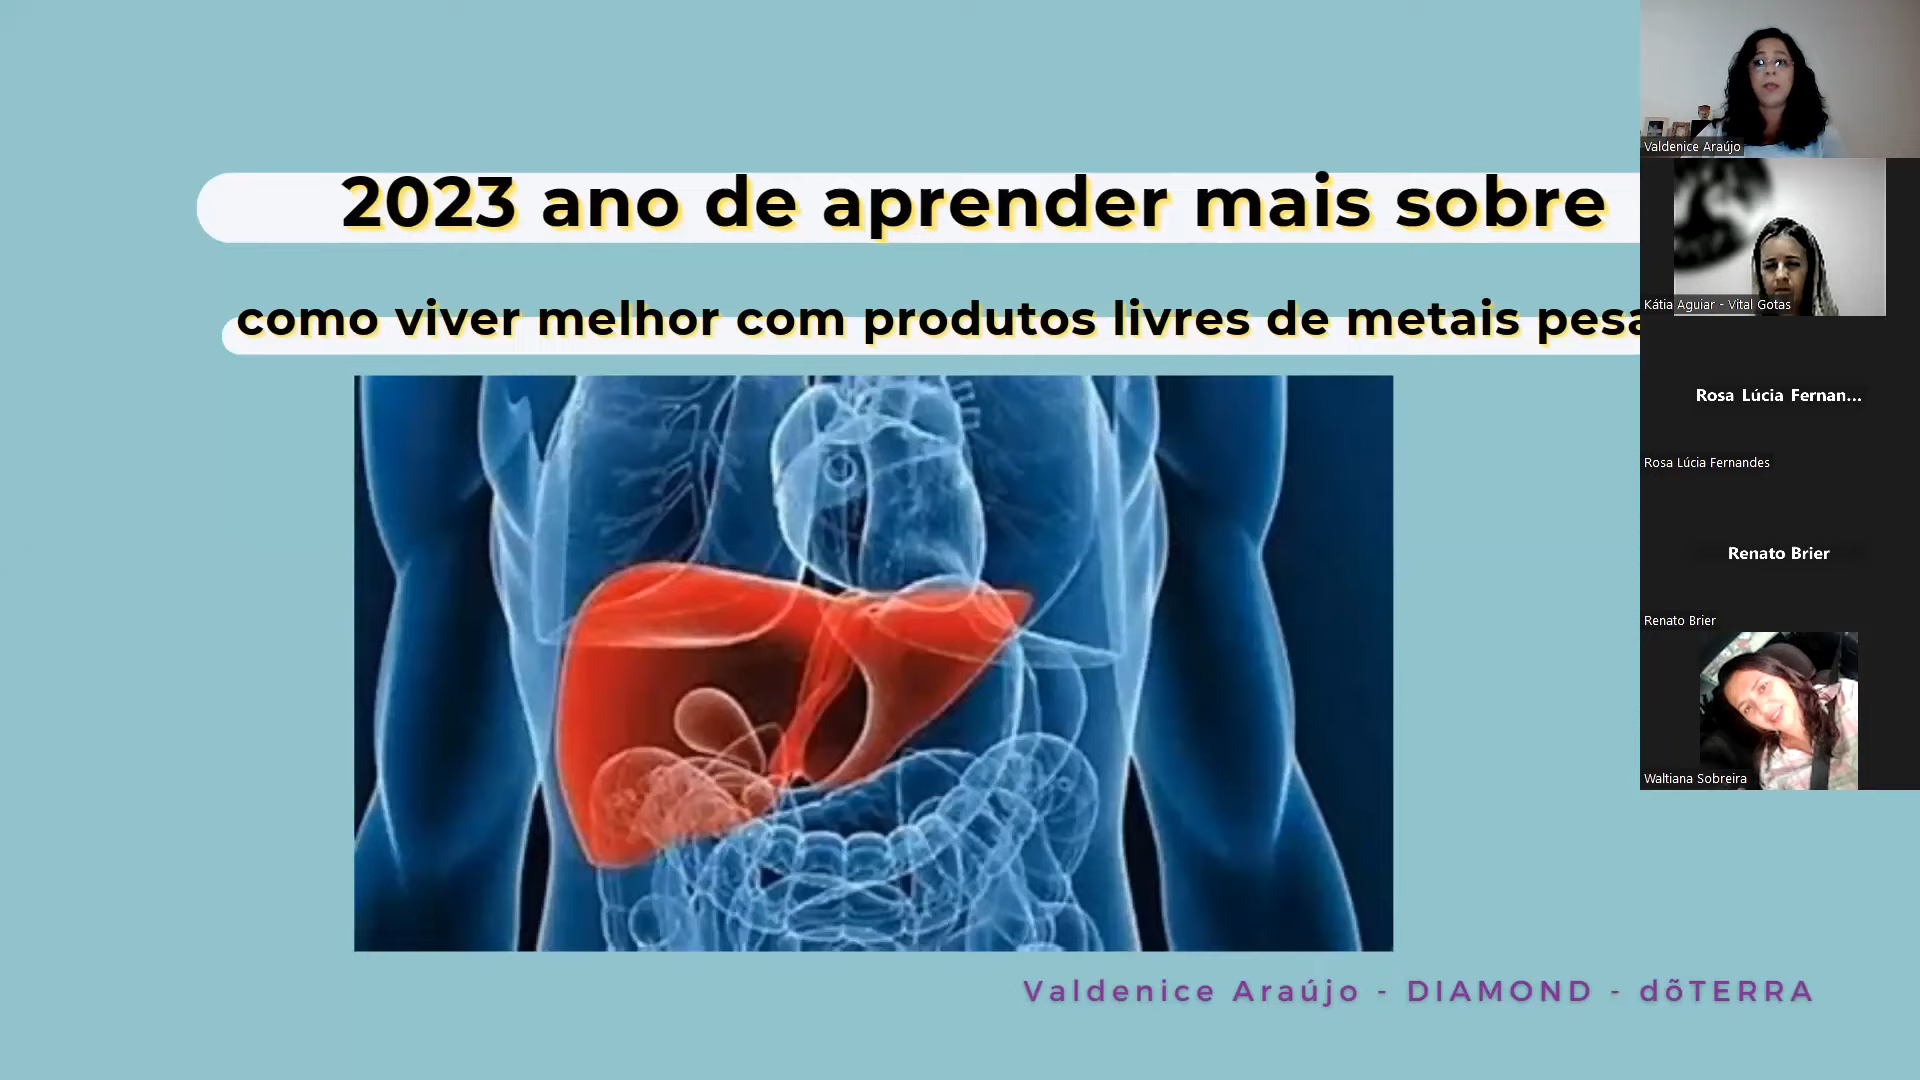 2023 ano de aprender mais sobre
como viver melhor com produtos livres de metais pesa
Valdenice Araújo - DIAMOND - dõTERRA
Valdenice Araújo
Kátia Aguiar - Vital Gotas
Rosa Lúcia Fernan...
Rosa Lúcia Fernandes
Renato Brier
Renato Brier
Waltiana Sobreira